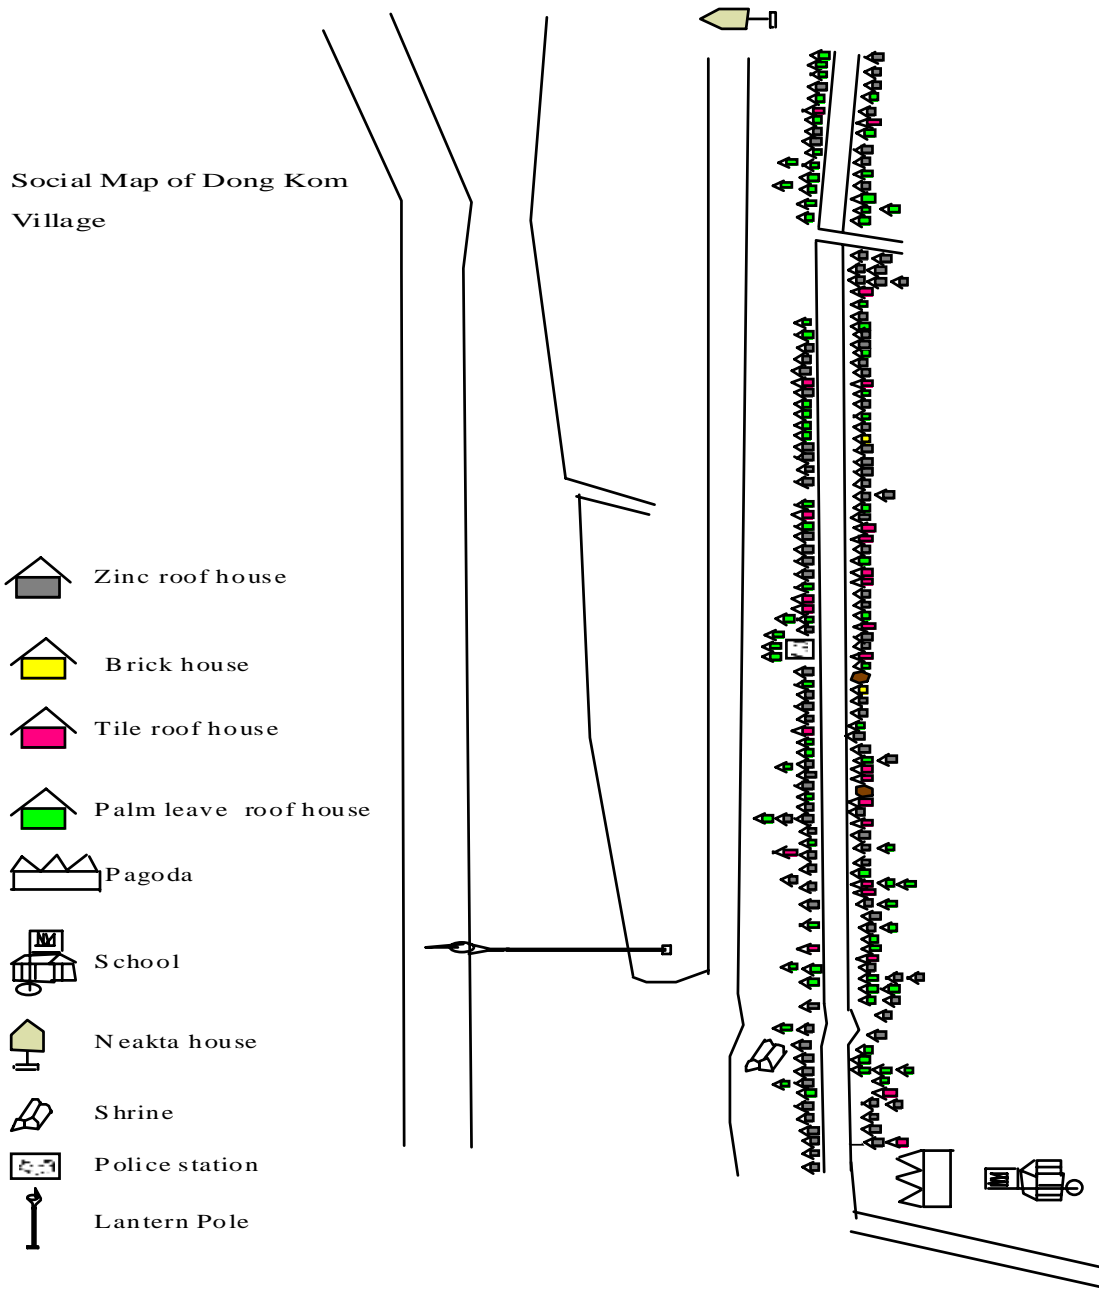 Social Map of Dong Kom
Village
Zinc roof house
Brick house
Tile roof house
Palm leave roof house
Pagoda
School
Neakta house
Shrine
Police station
Lantern Pole